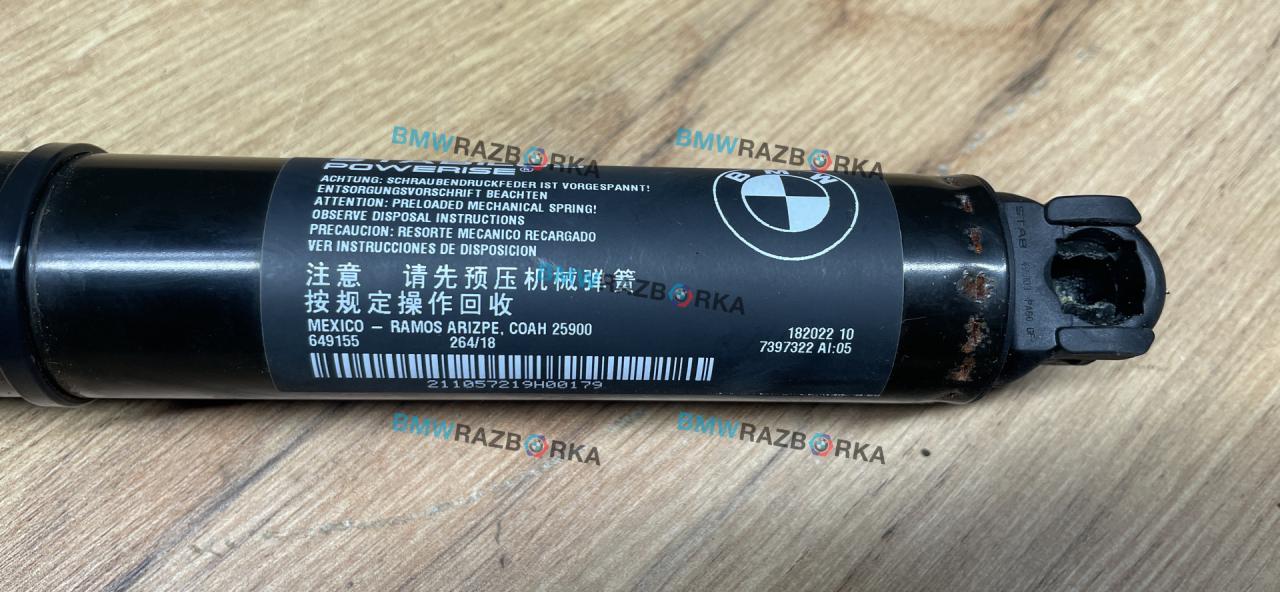 BMWRAZBORKA
BMWRAZBORKA
POWERISE®
ACHTUNG: SCHRAUBENDRUCKFEDER IST VORGESPANNT!
ENTSORGUNGSVORSCHRIFT BEACHTEN
ATTENTION: PRELOADED MECHANICAL SPRING!
OBSERVE DISPOSAL INSTRUCTIONS
PRECAUCION: RESORTE MECANICO RECARGADO
VER INSTRUCCIONES DE DISPOSICION
注意 请先预压机械弹簧
按规定操作回收
MEXICO – RAMOS ARIZPE, COAH 25900
649155 264/18
211057219H00179
BMW
182022 10
7397322 AI:05
STAB
BMWRAZBORKA
BMWRAZBORKA
BMWRAZBORKA